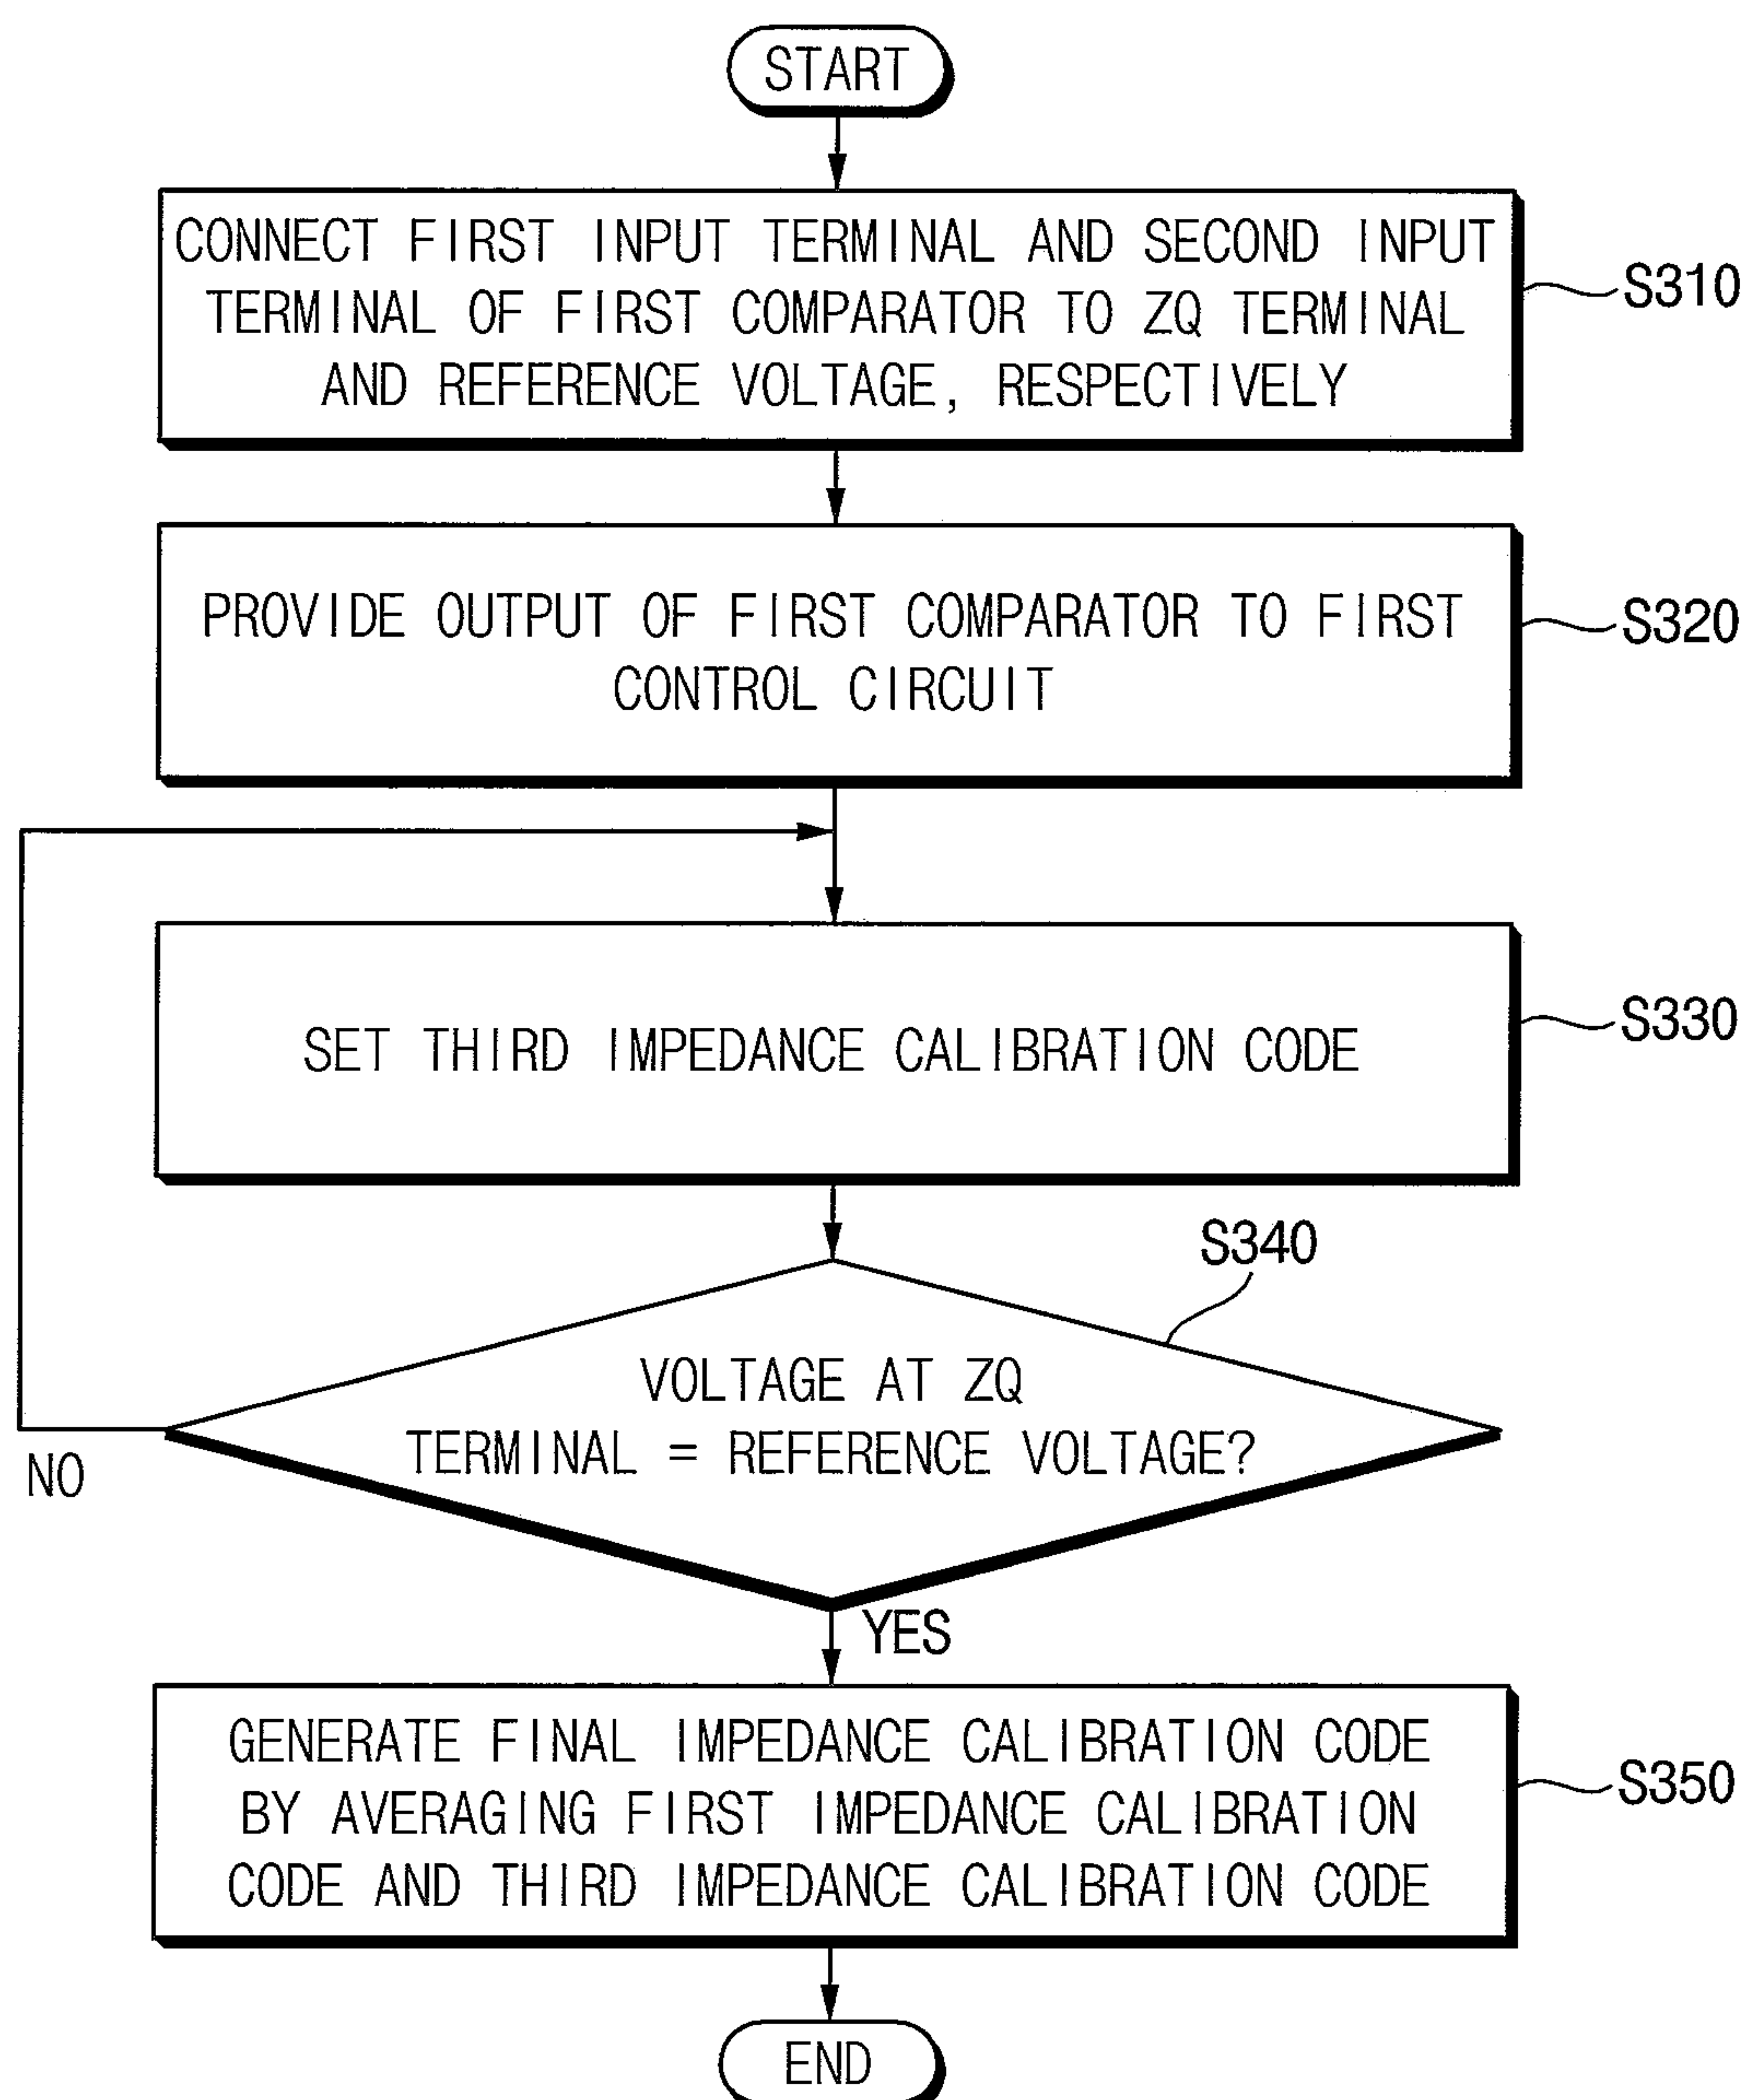 START
CONNECT FIRST INPUT TERMINAL AND SECOND INPUT
TERMINAL OF FIRST COMPARATOR TO ZQ TERMINAL
AND REFERENCE VOLTAGE, RESPECTIVELY
S310
PROVIDE OUTPUT OF FIRST COMPARATOR TO FIRST
CONTROL CIRCUIT
S320
SET THIRD IMPEDANCE CALIBRATION CODE
S330
S340
VOLTAGE AT ZQ
TERMINAL = REFERENCE VOLTAGE?
NO
YES
GENERATE FINAL IMPEDANCE CALIBRATION CODE
BY AVERAGING FIRST IMPEDANCE CALIBRATION
CODE AND THIRD IMPEDANCE CALIBRATION CODE
S350
END